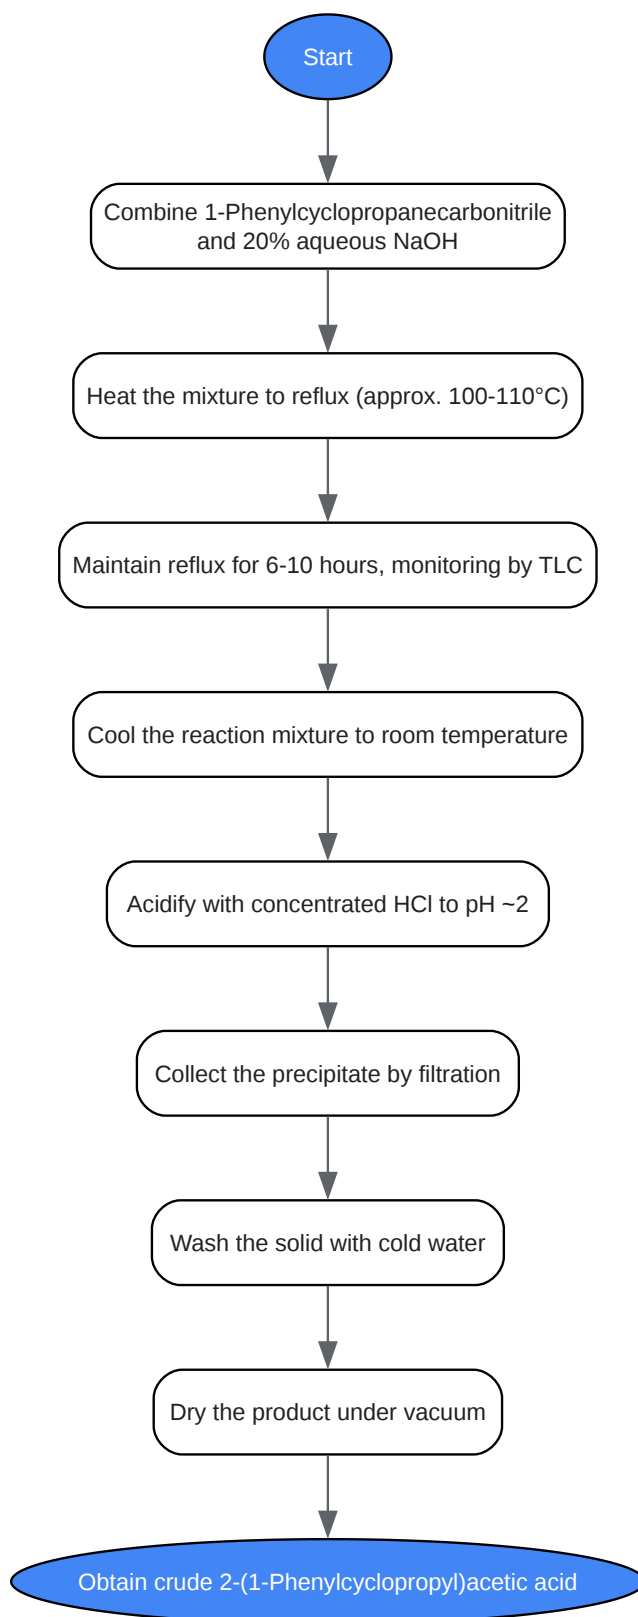 Start
Combine 1-Phenylcyclopropanecarbonitrile
and 20% aqueous NaOH
Heat the mixture to reflux (approx. 100-110°C)
Maintain reflux for 6-10 hours, monitoring by TLC
Cool the reaction mixture to room temperature
Acidify with concentrated HCl to pH ~2
Collect the precipitate by filtration
Wash the solid with cold water
Dry the product under vacuum
Obtain crude 2-(1-Phenylcyclopropyl)acetic acid